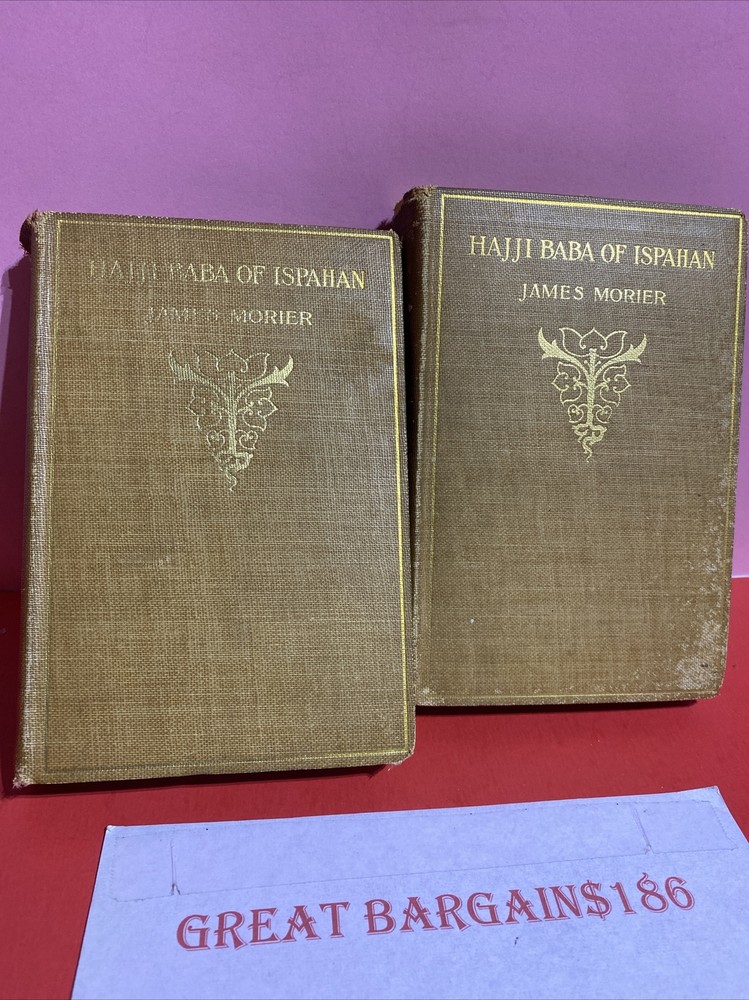 HAJJI BABA OF ISPAHAN
JAMES MORIER
HAJJI BABA OF ISPAHAN
JAMES MORIER
GREAT BARGAIN$186